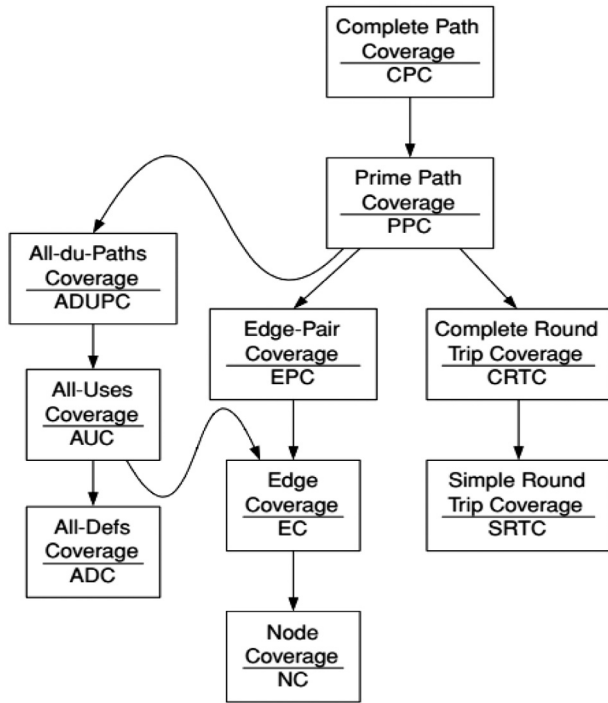 Complete Path
Coverage
CPC
Prime Path
Coverage
PPC
All-du-Paths
Coverage
ADUPC
Edge-Pair
Coverage
EPC
Complete Round
Trip Coverage
CRTC
All-Uses
Coverage
AUC
Edge
Coverage
EC
Simple Round
Trip Coverage
SRTC
All-Defs
Coverage
ADC
Node
Coverage
NC